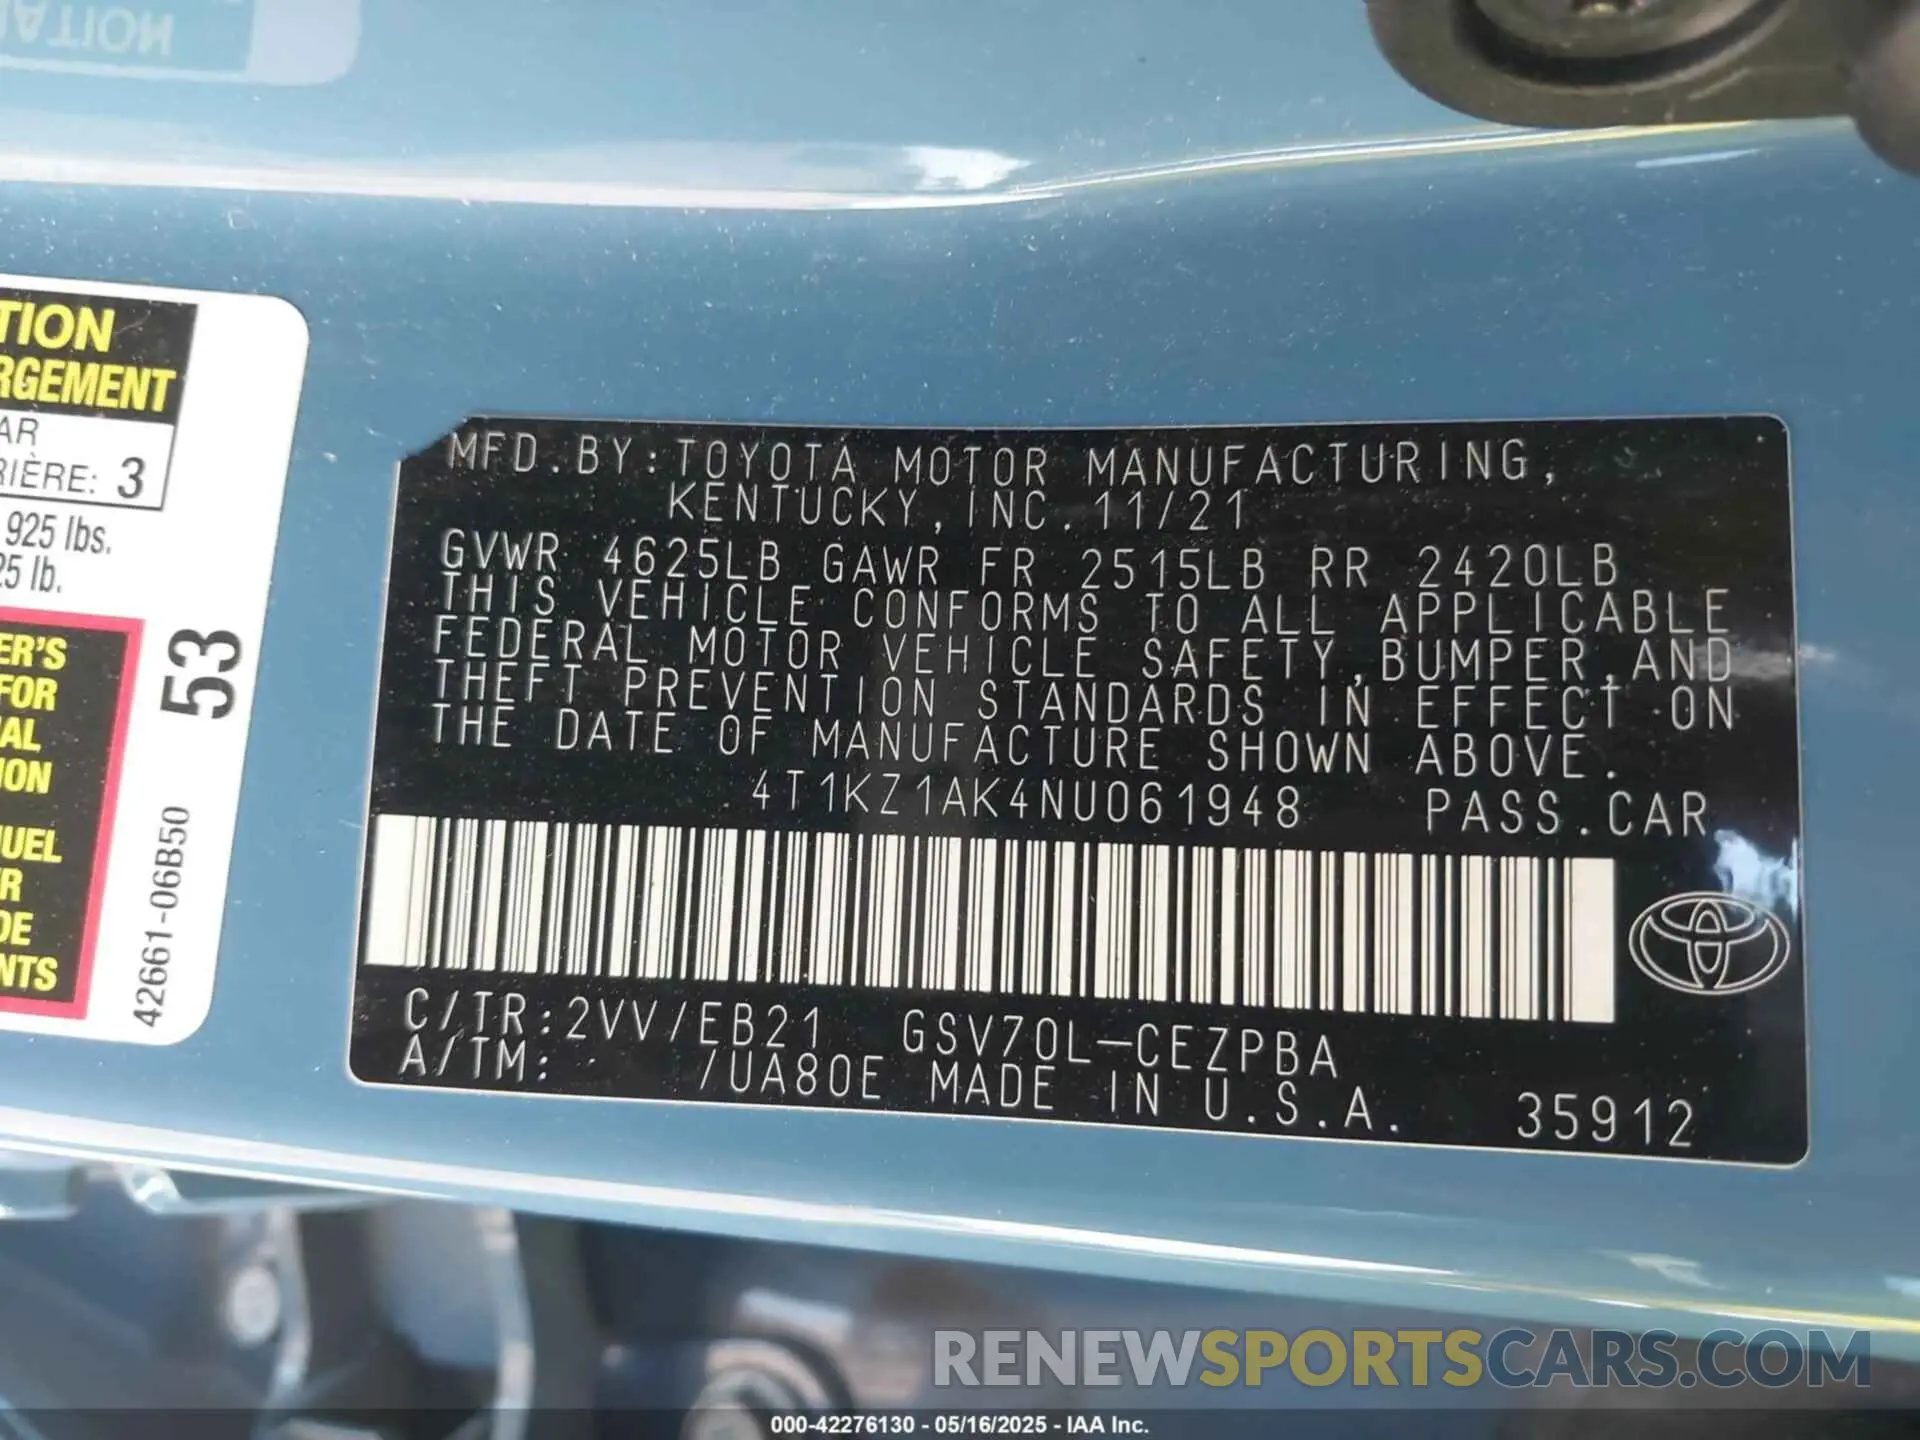 ATION
TION
RGEMENT
AR
RIÈRE: 3
925 lbs.
25 lb.
ER'S
FOR
AL
ION
UEL
R
DE
NTS
53
42661-06B50
MFD.BY:TOYOTA MOTOR MANUFACTURING,
KENTUCKY,INC.11/21
GVWR 4625LB GAWR FR 2515LB RR 2420LB
THIS VEHICLE CONFORMS TO ALL APPLICABLE
FEDERAL MOTOR VEHICLE SAFETY,BUMPER,AND
THEFT PREVENTION STANDARDS IN EFFECT ON
THE DATE OF MANUFACTURE SHOWN ABOVE.
4T1KZ1AK4NU061948 PASS.CAR
C/TR:2VV/EB21 GSV70L-CEZPBA
A/TM: /UA80E MADE IN U.S.A. 35912
RENEWSPORTSCARS.COM
000-42276130 - 05/16/2025 - IAA Inc.